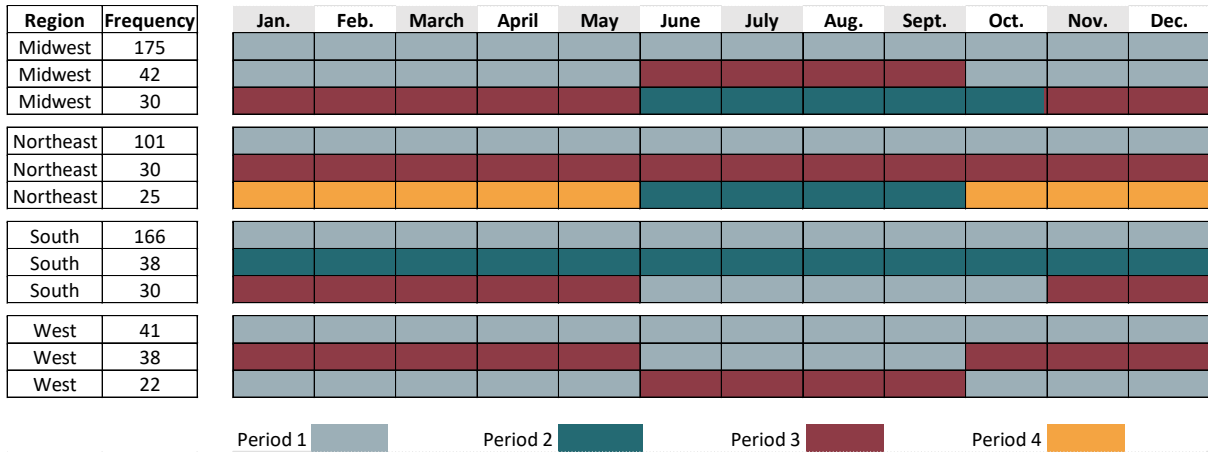 Region Frequency Jan. Feb. March April May June July Aug. Sept. Oct. Nov. Dec.
Midwest 175
Midwest 42
Midwest 30
Northeast 101
Northeast 30
Northeast 25
South 166
South 38
South 30
West 41
West 38
West 22
Period 1 Period 2 Period 3 Period 4